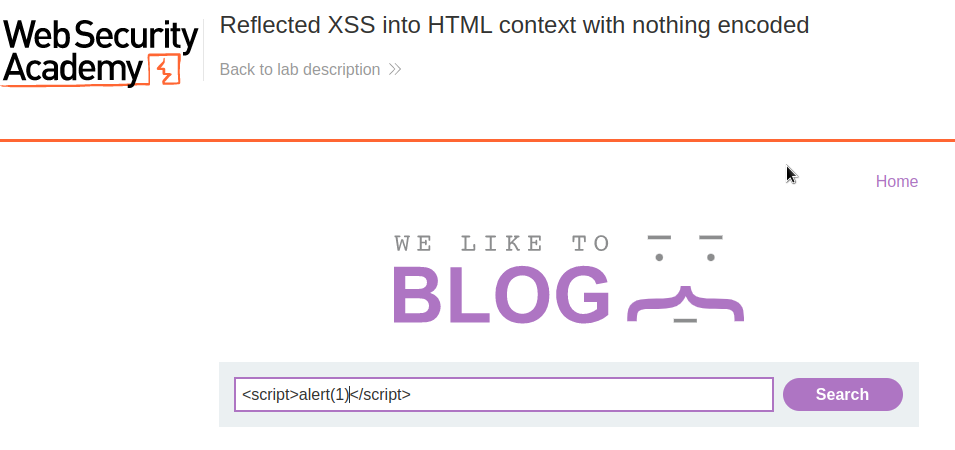 Web Security
Academy
Reflected XSS into HTML context with nothing encoded
Back to lab description
Home
WE LIKE TO
BLOG
<script>alert(1)</script>
Search